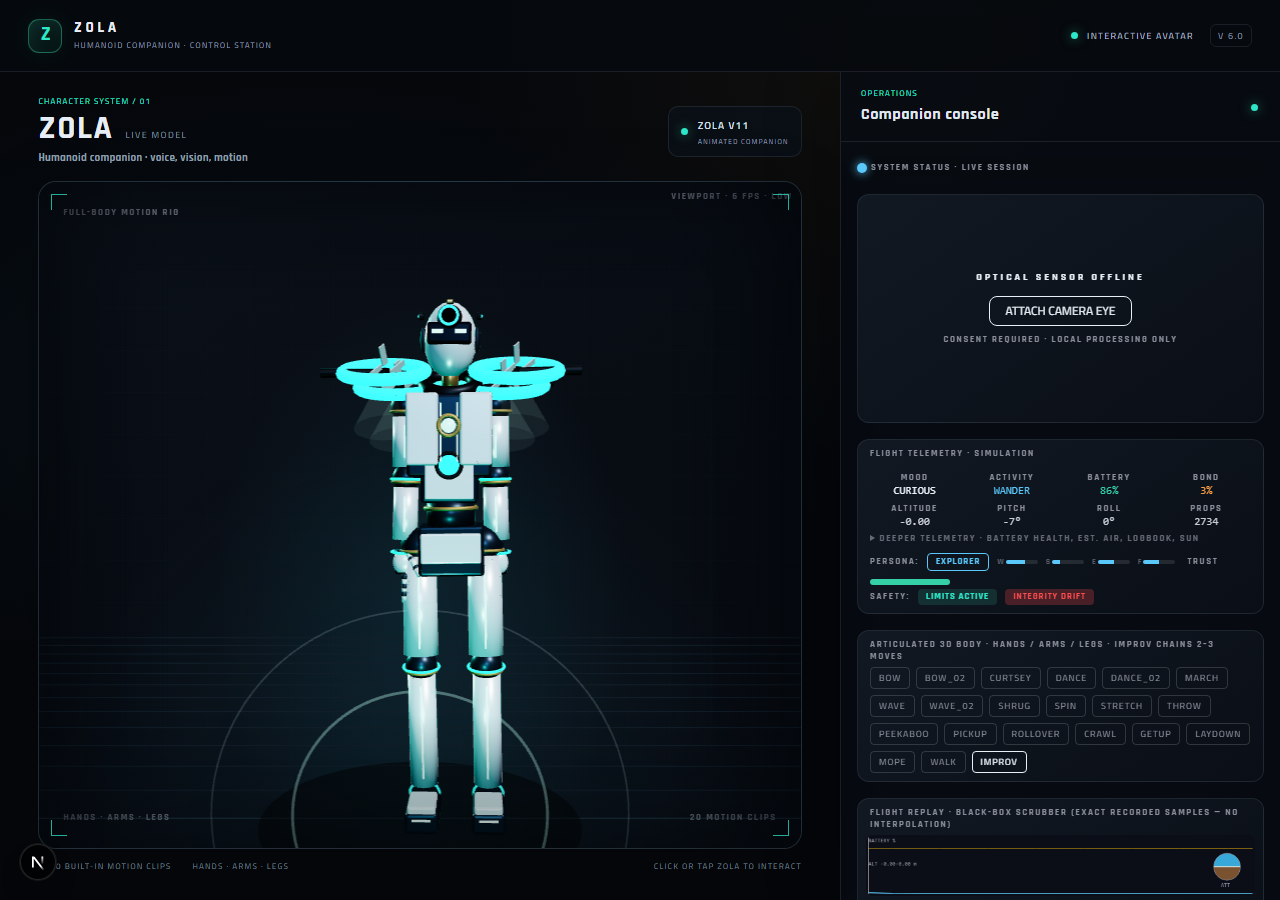 Z
ZOLA
HUMANOID COMPANION · CONTROL STATION
INTERACTIVE AVATAR
V 6.0
CHARACTER SYSTEM / 01
ZOLA LIVE MODEL
Humanoid companion · voice, vision, motion
ZOLA V11
ANIMATED COMPANION
FULL-BODY MOTION RIG
VIEWPORT · 6 FPS · LOW
HANDS · ARMS · LEGS
20 MOTION CLIPS
N
BUILT-IN MOTION CLIPS
HANDS · ARMS · LEGS
CLICK OR TAP ZOLA TO INTERACT
OPERATIONS
Companion console
SYSTEM STATUS · LIVE SESSION
OPTICAL SENSOR OFFLINE
ATTACH CAMERA EYE
CONSENT REQUIRED · LOCAL PROCESSING ONLY
FLIGHT TELEMETRY · SIMULATION
MOOD ACTIVITY BATTERY BOND
CURIOUS WANDER 86% 3%
ALTITUDE PITCH ROLL PROPS
-0.00 -7° 0° 2734
▶ DEEPER TELEMETRY · BATTERY HEALTH, EST. AIR, LOGBOOK, SUN
PERSONA: EXPLORER W S E F TRUST
SAFETY: LIMITS ACTIVE INTEGRITY DRIFT
ARTICULATED 3D BODY · HANDS / ARMS / LEGS · IMPROV CHAINS 2-3
MOVES
BOW BOW_02 CURTSEY DANCE DANCE_02 MARCH
WAVE WAVE_02 SHRUG SPIN STRETCH THROW
PEEKABOO PICKUP ROLLOVER CRAWL GETUP LAYDOWN
MOPE WALK IMPROV
FLIGHT REPLAY · BLACK-BOX SCRUBBER (EXACT RECORDED SAMPLES — NO
INTERPOLATION)
BATTERY %
ALT -0.00-0.00 m
ATT